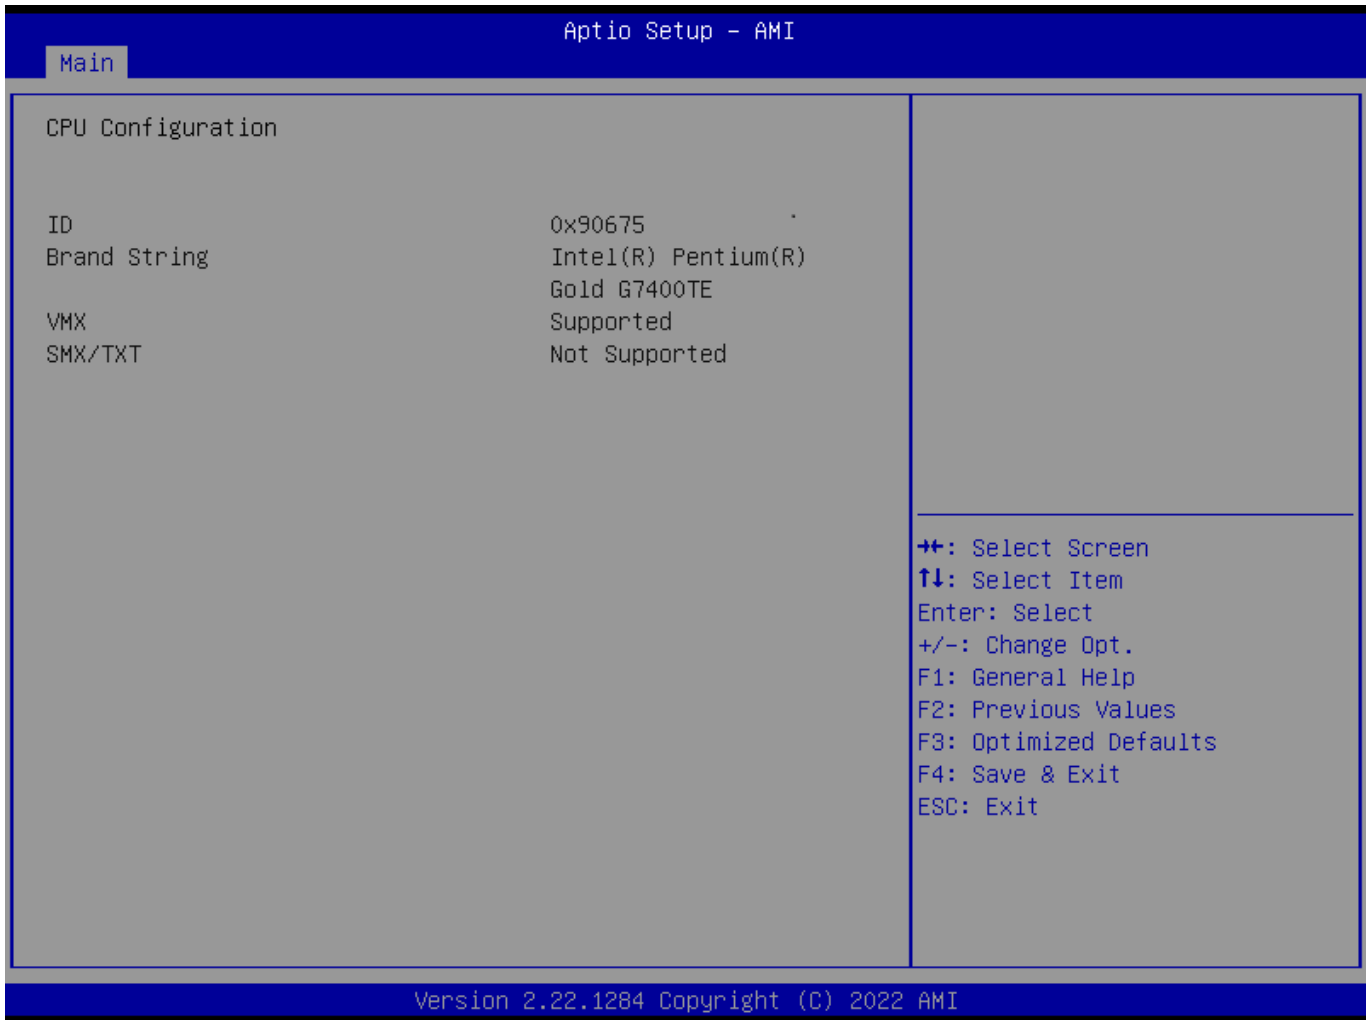 Aptio Setup – AMI
Main
CPU Configuration
ID 0x90675
Brand String Intel(R) Pentium(R)
Gold G7400TE
VMX Supported
SMX/TXT Not Supported
→←: Select Screen
↑↓: Select Item
Enter: Select
+/-: Change Opt.
F1: General Help
F2: Previous Values
F3: Optimized Defaults
F4: Save & Exit
ESC: Exit
Version 2.22.1284 Copyright (C) 2022 AMI